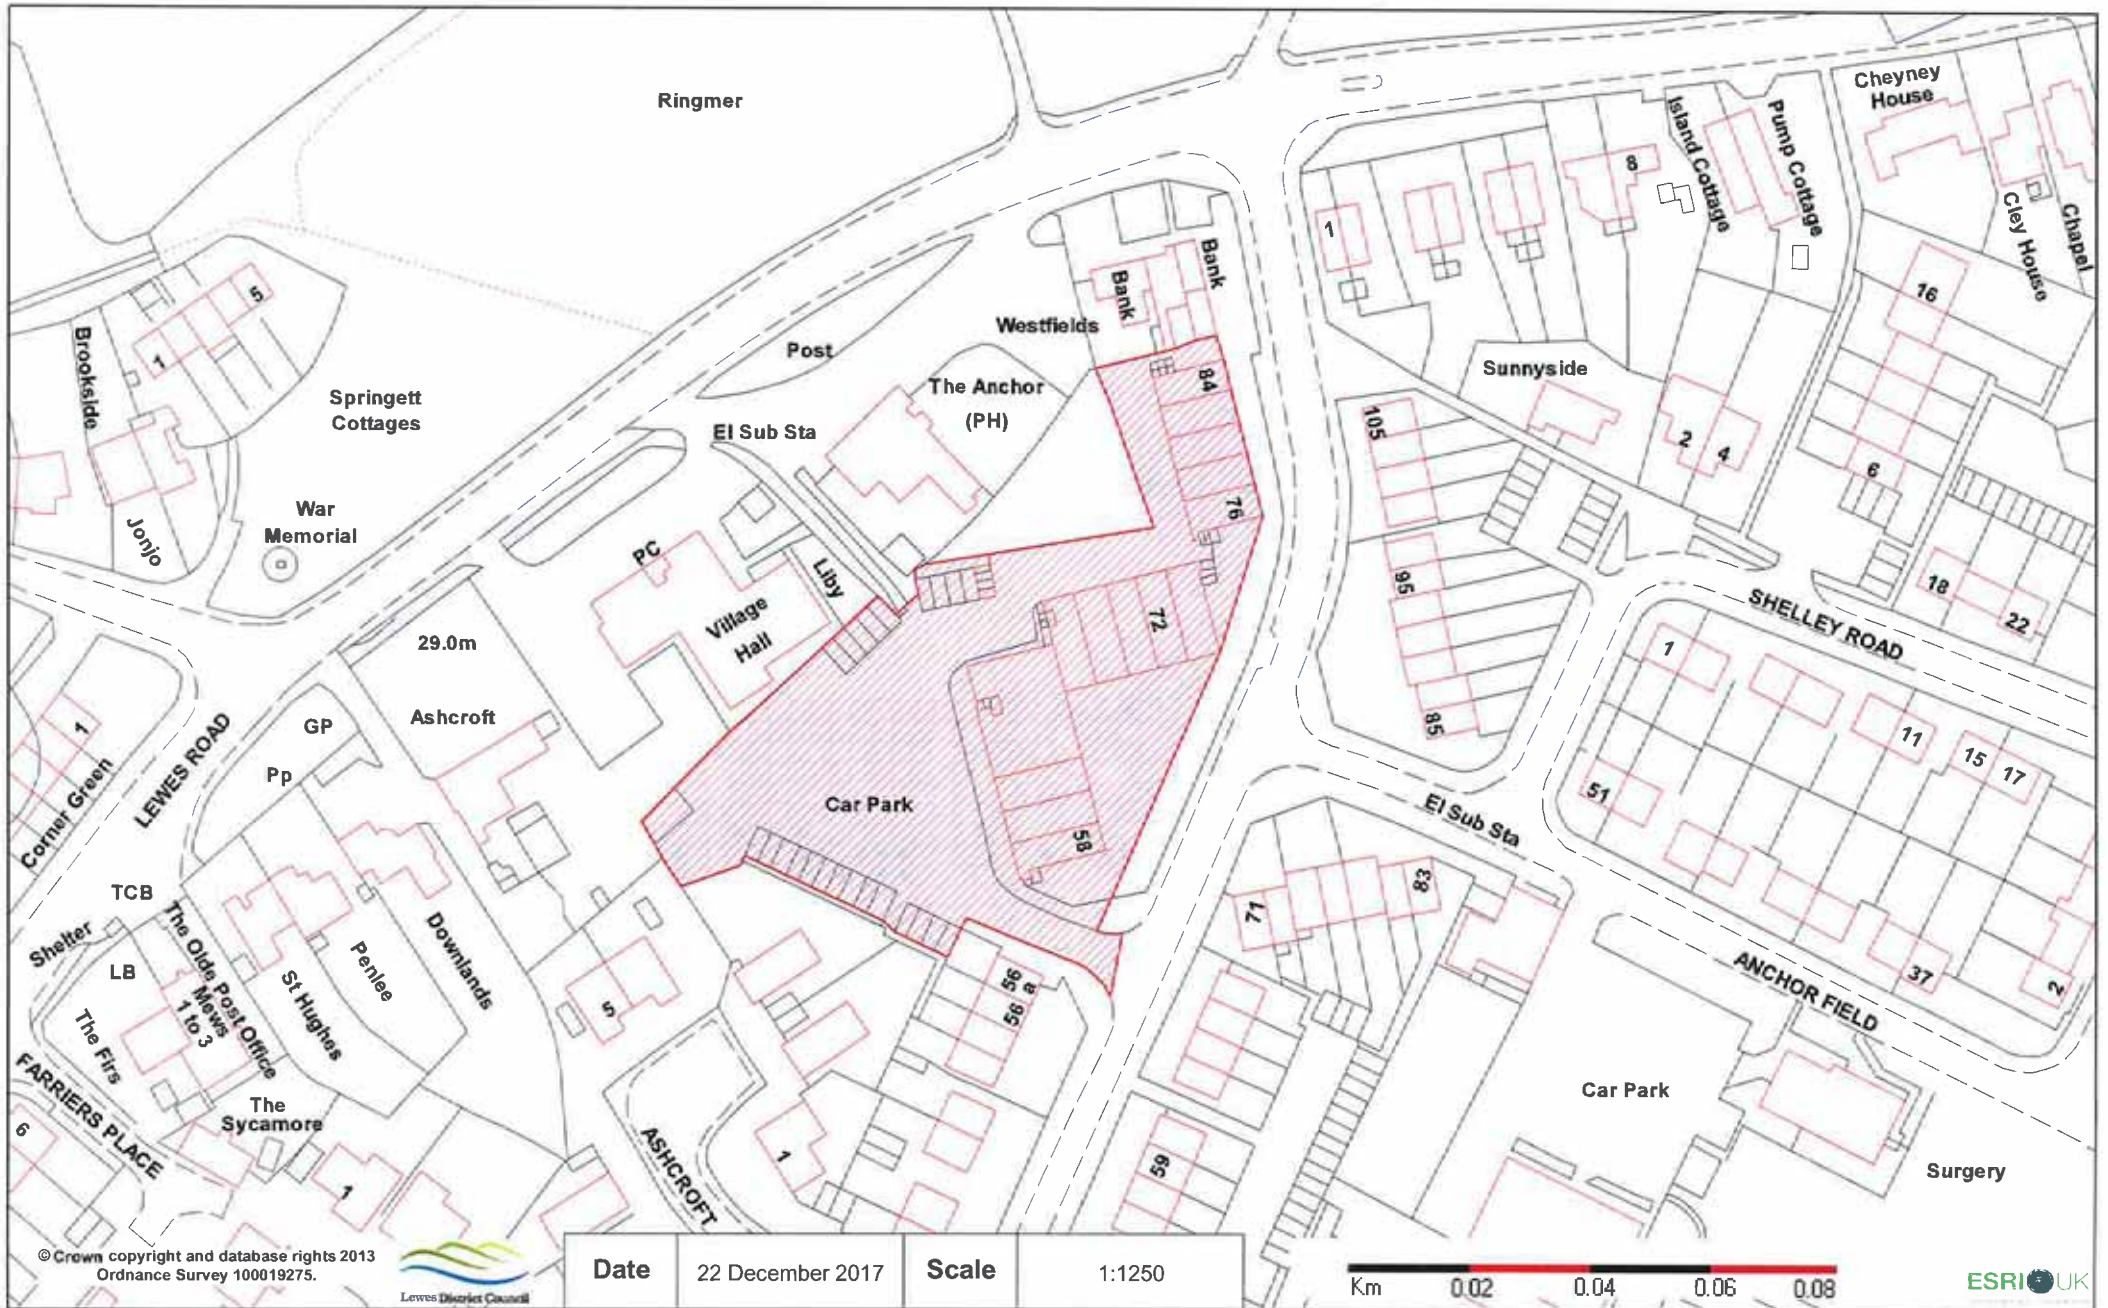 Ringmer
Cheyney
House
Island Cottage
Pump Cottage
8
1
Cley House
Chapel
16
Bank
Bank
Westfields
Post
The Anchor
(PH)
El Sub Sta
84
76
Sunnyside
105
2
4
6
5
1
Brookside
Springett
Cottages
War
Memorial
Jonjo
PC
Liby
Village
Hall
72
95
85
18
22
SHELLEY ROAD
1
11
15
17
51
29.0m
Ashcroft
GP
Pp
LEWES ROAD
1
Corner Green
Car Park
58
El Sub Sta
83
71
TCB
Shelter
LB
The Olde Post Office
Mews
1 to 3
St Hughes
Penlee
Downlands
The Firs
5
56
a
56
37
2
ANCHOR FIELD
FARRIERS PLACE
6
The
Sycamore
1
ASHCROFT
1
59
Car Park
Surgery
© Crown copyright and database rights 2013
Ordnance Survey 100019275.
Lewes District Council
Date
22 December 2017
Scale
1:1250
Km 0.02 0.04 0.06 0.08
ESRI UK